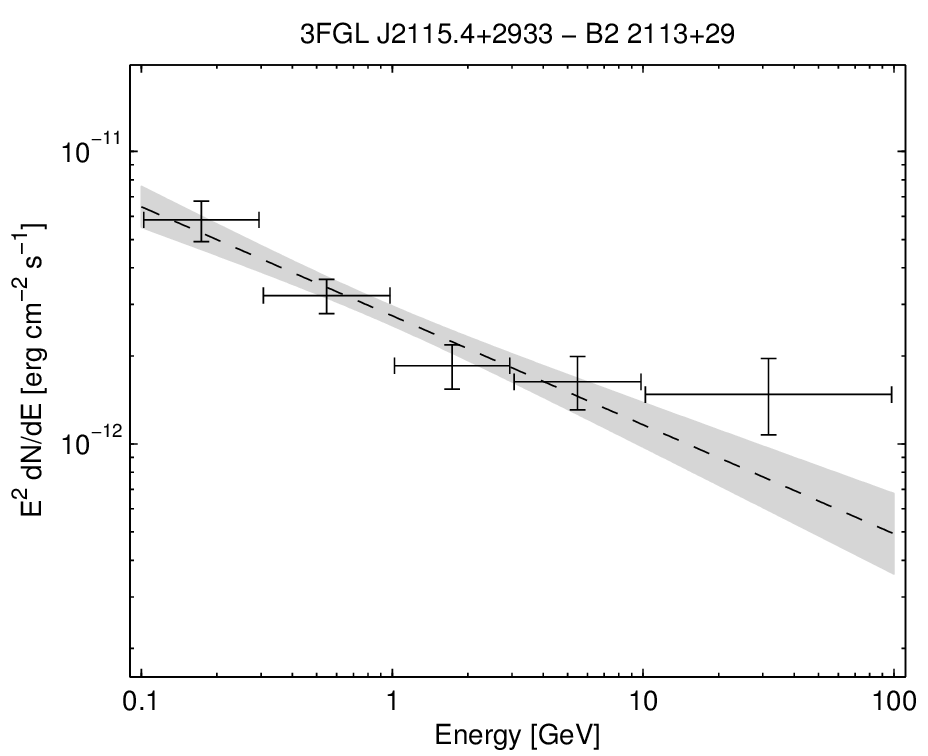 3FGL J2115.4+2933 − B2 2113+29
10⁻¹¹
10⁻¹²
E² dN/dE [erg cm⁻² s⁻¹]
0.1 1 10 100
Energy [GeV]